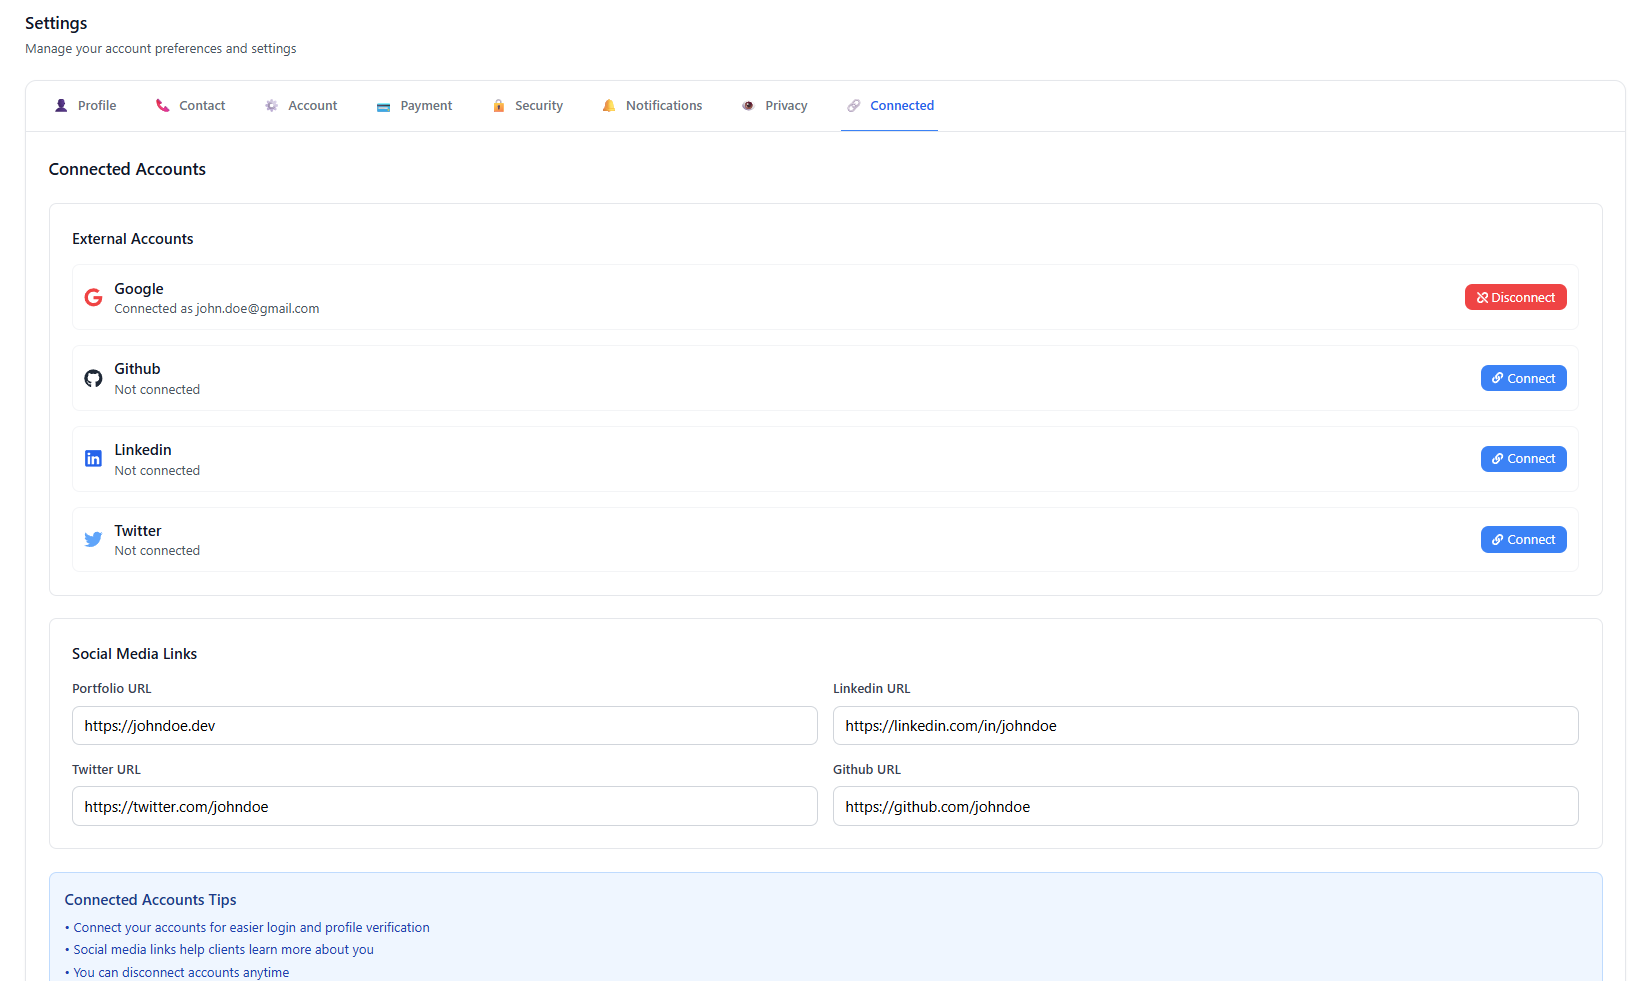 Settings
Manage your account preferences and settings
Profile Contact Account Payment Security Notifications Privacy Connected
Connected Accounts
External Accounts
Google
Connected as john.doe@gmail.com
Disconnect
Github
Not connected
Connect
Linkedin
Not connected
Connect
Twitter
Not connected
Connect
Social Media Links
Portfolio URL
https://johndoe.dev
Linkedin URL
https://linkedin.com/in/johndoe
Twitter URL
https://twitter.com/johndoe
Github URL
https://github.com/johndoe
Connected Accounts Tips
• Connect your accounts for easier login and profile verification
• Social media links help clients learn more about you
• You can disconnect accounts anytime